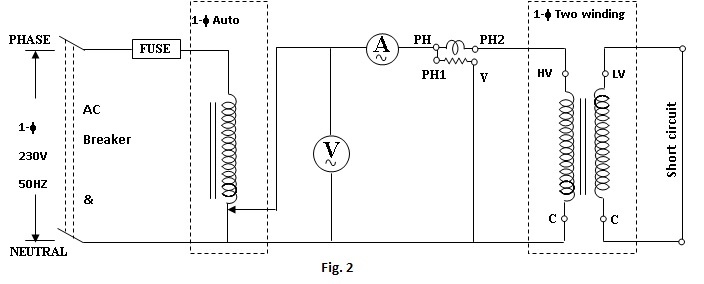 1-ϕ Auto
1-ϕ Two winding
PHASE
FUSE
A
PH
PH2
PH1
V
HV
LV
AC
Breaker
&
1-ϕ
230V
50HZ
V
Short circuit
C
C
NEUTRAL
Fig. 2